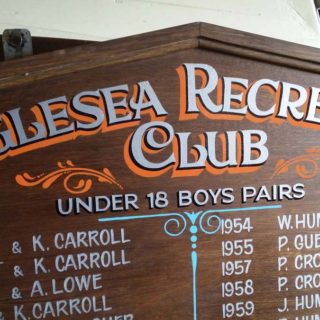 GLESEA RECRE
CLUB
UNDER 18 BOYS PAIRS
& K. CARROLL
& K. CARROLL
& A. LOWE
& K. CARROLL
1954 W. HUM
1955 P. GUE
1957 P. CRO
1958 P. CRO
1959 J. HUM